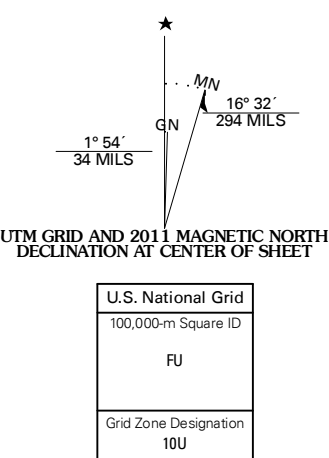 ★
MN
16° 32´
294 MILS
GN
1° 54´
34 MILS
UTM GRID AND 2011 MAGNETIC NORTH
DECLINATION AT CENTER OF SHEET
U.S. National Grid
100,000-m Square ID
FU
Grid Zone Designation
10U